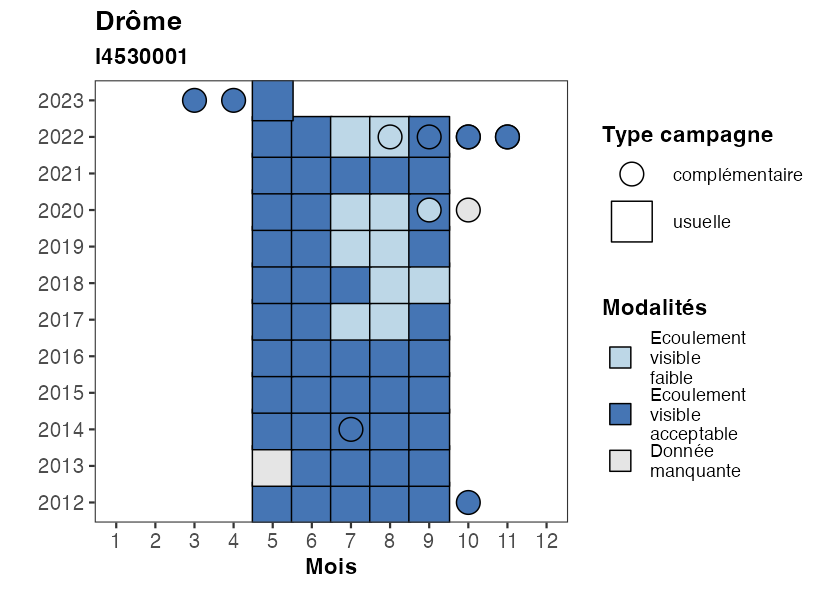 Drôme
I4530001
2023
2022
2021
2020
2019
2018
2017
2016
2015
2014
2013
2012
1 2 3 4 5 6 7 8 9 10 11 12
Mois
Type campagne
complémentaire
usuelle
Modalités
Ecoulement
visible
faible
Ecoulement
visible
acceptable
Donnée
manquante